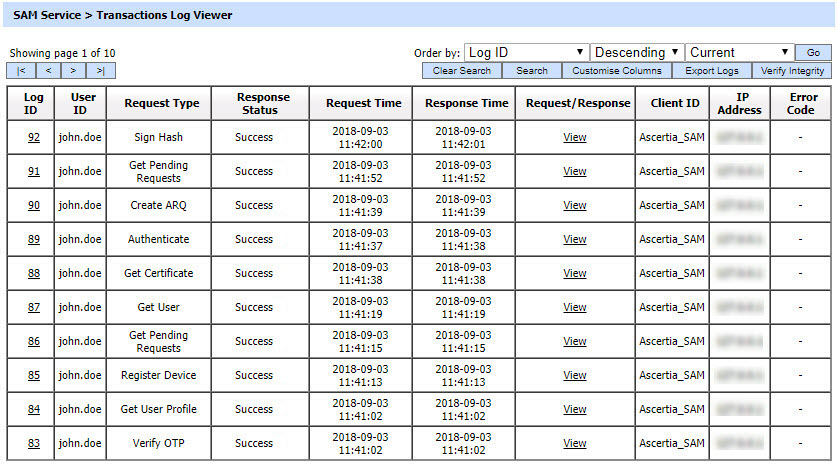 SAM Service > Transactions Log Viewer
Showing page 1 of 10
Order by: Log ID Descending Current Go
|< < > >| Clear Search Search Customise Columns Export Logs Verify Integrity
Log ID User ID Request Type Response Status Request Time Response Time Request/Response Client ID IP Address Error Code
92 john.doe Sign Hash Success 2018-09-03 11:42:00 2018-09-03 11:42:01 View Ascertia_SAM -
91 john.doe Get Pending Requests Success 2018-09-03 11:41:52 2018-09-03 11:41:52 View Ascertia_SAM -
90 john.doe Create ARQ Success 2018-09-03 11:41:39 2018-09-03 11:41:39 View Ascertia_SAM -
89 john.doe Authenticate Success 2018-09-03 11:41:37 2018-09-03 11:41:38 View Ascertia_SAM -
88 john.doe Get Certificate Success 2018-09-03 11:41:38 2018-09-03 11:41:38 View Ascertia_SAM -
87 john.doe Get User Success 2018-09-03 11:41:19 2018-09-03 11:41:19 View Ascertia_SAM -
86 john.doe Get Pending Requests Success 2018-09-03 11:41:15 2018-09-03 11:41:15 View Ascertia_SAM -
85 john.doe Register Device Success 2018-09-03 11:41:13 2018-09-03 11:41:13 View Ascertia_SAM -
84 john.doe Get User Profile Success 2018-09-03 11:41:02 2018-09-03 11:41:02 View Ascertia_SAM -
83 john.doe Verify OTP Success 2018-09-03 11:41:02 2018-09-03 11:41:02 View Ascertia_SAM -